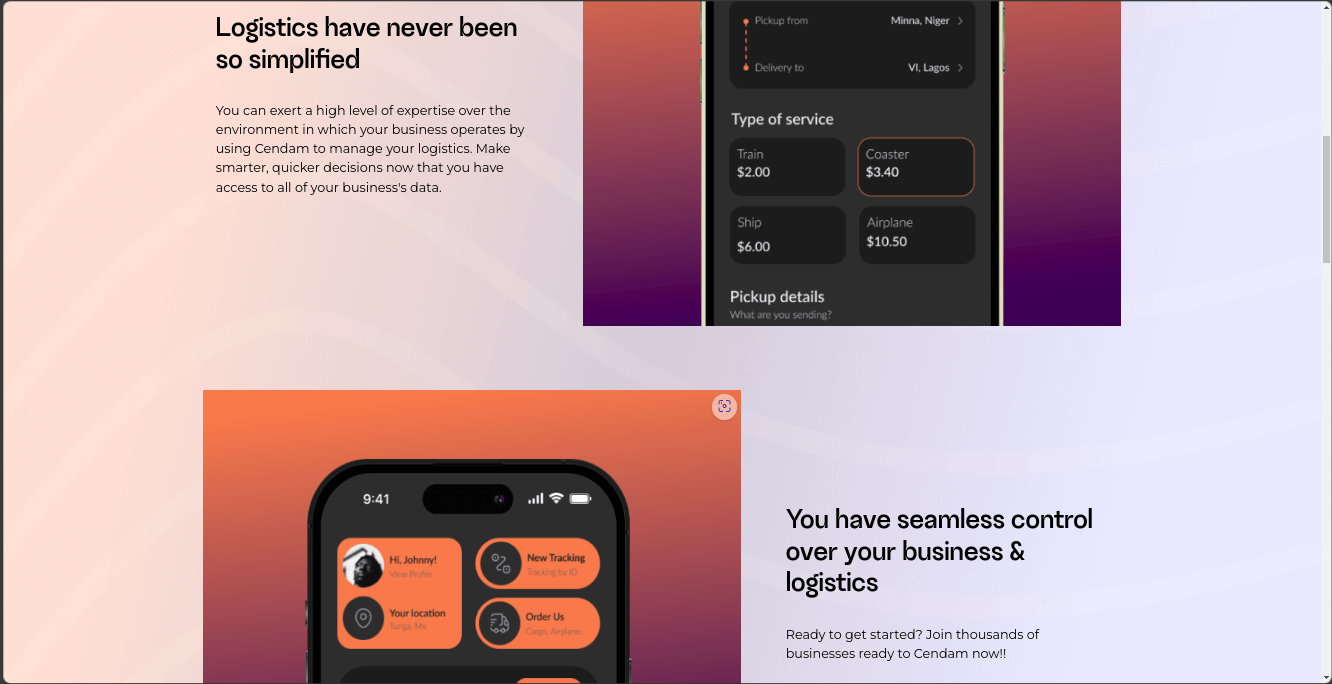 Logistics have never been
so simplified
You can exert a high level of expertise over the
environment in which your business operates by
using Cendam to manage your logistics. Make
smarter, quicker decisions now that you have
access to all of your business's data.
Pickup from Minna, Niger
Delivery to VI, Lagos
Type of service
Train
$2.00
Coaster
$3.40
Ship
$6.00
Airplane
$10.50
Pickup details
What are you sending?
9:41
Hi, Johnny!
View Profile
Your location
Tunga, Mx
New Tracking
Tracking by ID
Order Us
Cargo, Airplane..
You have seamless control
over your business &
logistics
Ready to get started? Join thousands of
businesses ready to Cendam now!!